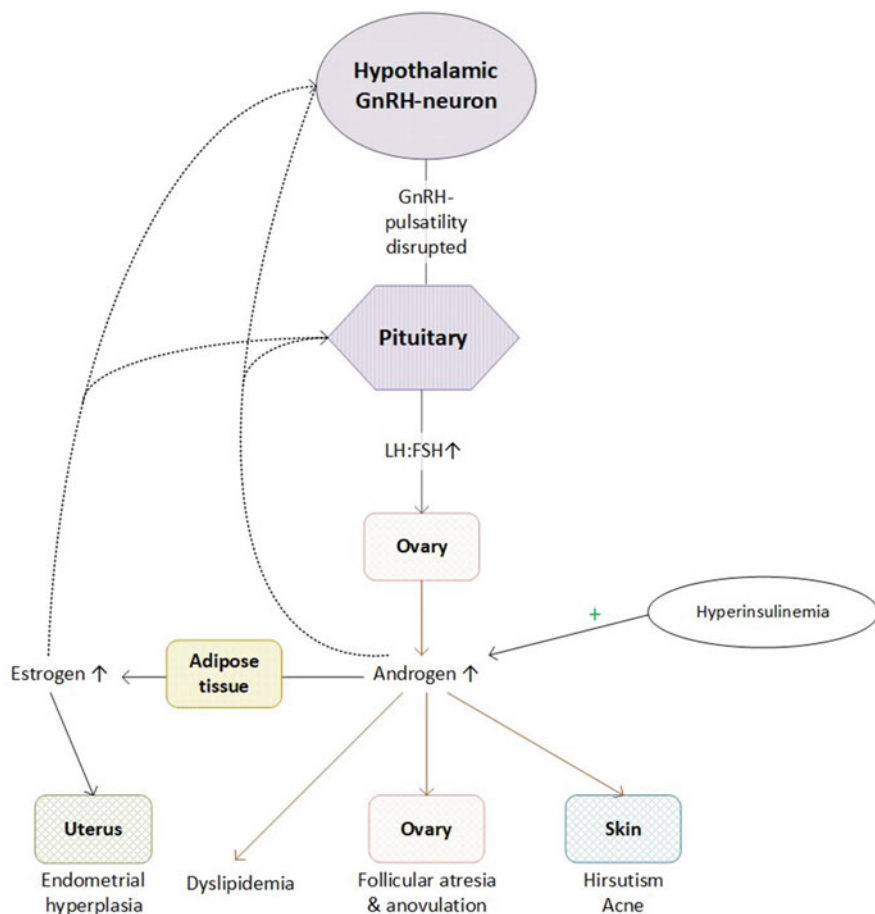 Hypothalamic
GnRH-neuron
GnRH-
pulsatility
disrupted
Pituitary
LH:FSH↑
Ovary
+
Hyperinsulinemia
Estrogen ↑
Adipose
tissue
Androgen ↑
Uterus
Endometrial
hyperplasia
Dyslipidemia
Ovary
Follicular atresia
& anovulation
Skin
Hirsutism
Acne